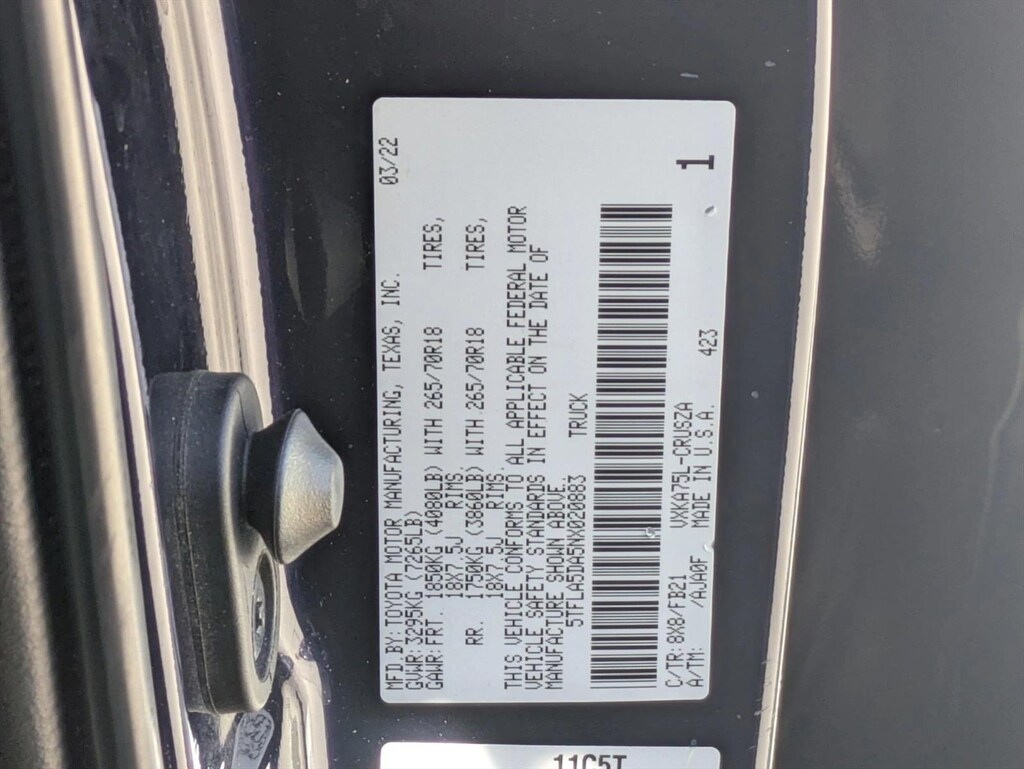 MFD.BY:TOYOTA MOTOR MANUFACTURING, TEXAS, INC. 03/22
GVWR:3295KG (7265LB)
GAWR:FRT. 1850KG (4080LB) WITH 265/70R18 TIRES,
18X7.5J RIMS.
RR. 1750KG (3860LB) WITH 265/70R18 TIRES,
18X7.5J RIMS.
THIS VEHICLE CONFORMS TO ALL APPLICABLE FEDERAL MOTOR
VEHICLE SAFETY STANDARDS IN EFFECT ON THE DATE OF
MANUFACTURE SHOWN ABOVE.
5TFLA5DA5NX020883 TRUCK
C/TR:8X8/FB21 VXKA75L-CRUSZA
A/TM: /AJA0F MADE IN U.S.A. 423
1
11C5T